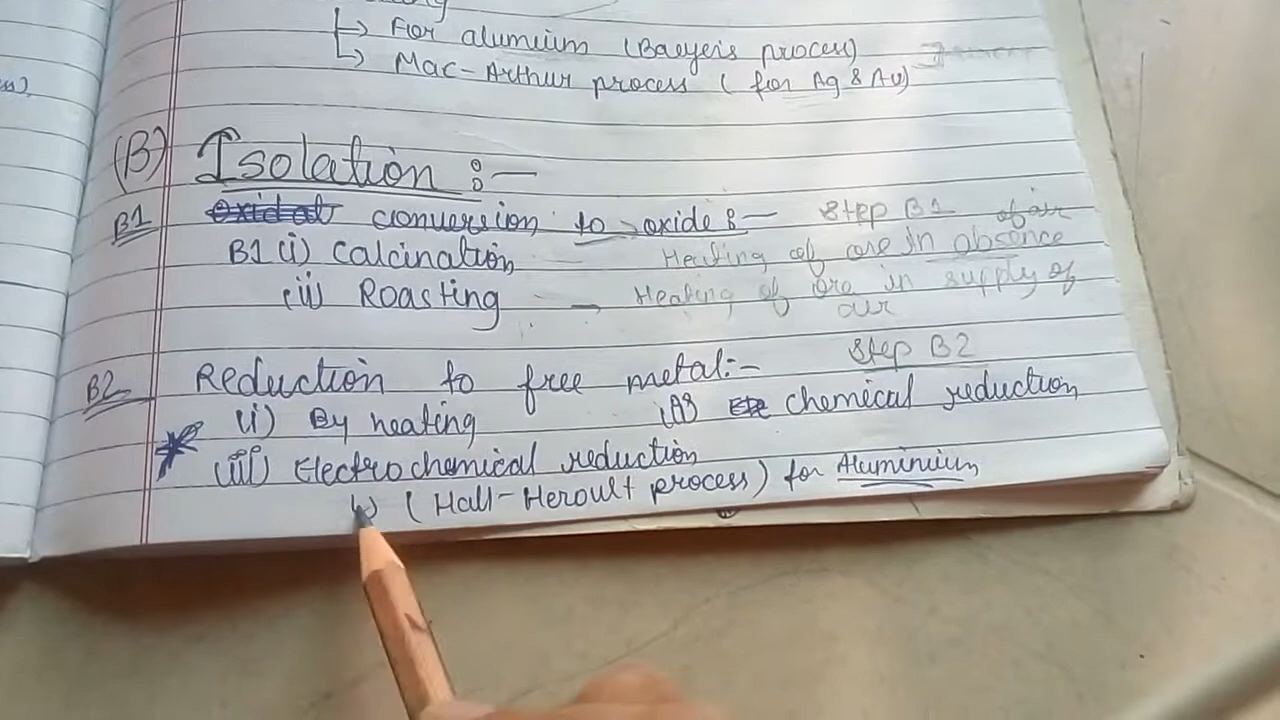 ↳ For alumium (Baeyeis process)
↳ Mac-Arthur process ( for Ag & Au)
(B) Isolation :-
B1 conversion to oxide :- Step B1 of air
B1 (i) Calcination Heating of ore in absence
(ii) Roasting - Heating of ore in supply of
air
B2 Reduction to free metal:- Step B2
(i) By heating (ii) chemical reduction
(iii) Electrochemical reduction
↳ ( Hall-Heroult process) for Aluminium